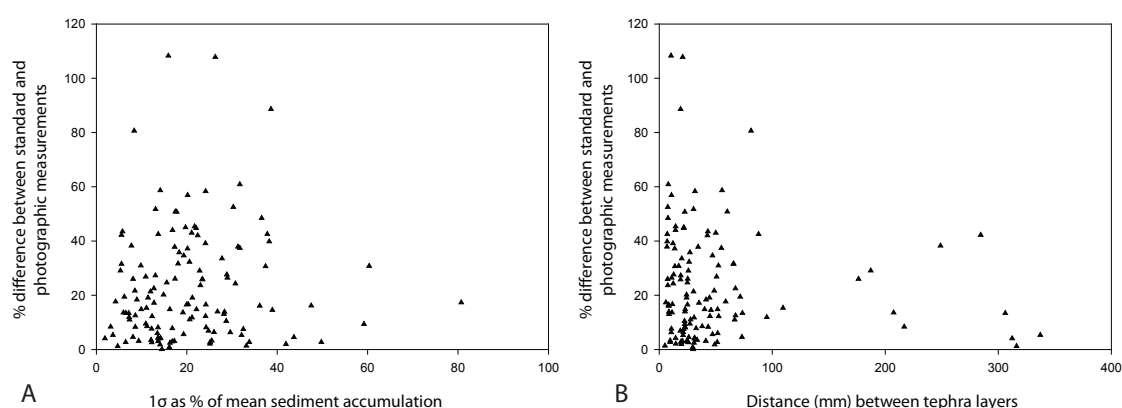 % difference between standard and
photographic measurements
120
100
80
60
40
20
0
0 20 40 60 80 100
A
1σ as % of mean sediment accumulation
% difference between standard and
photographic measurements
120
100
80
60
40
20
0
0 100 200 300 400
B
Distance (mm) between tephra layers